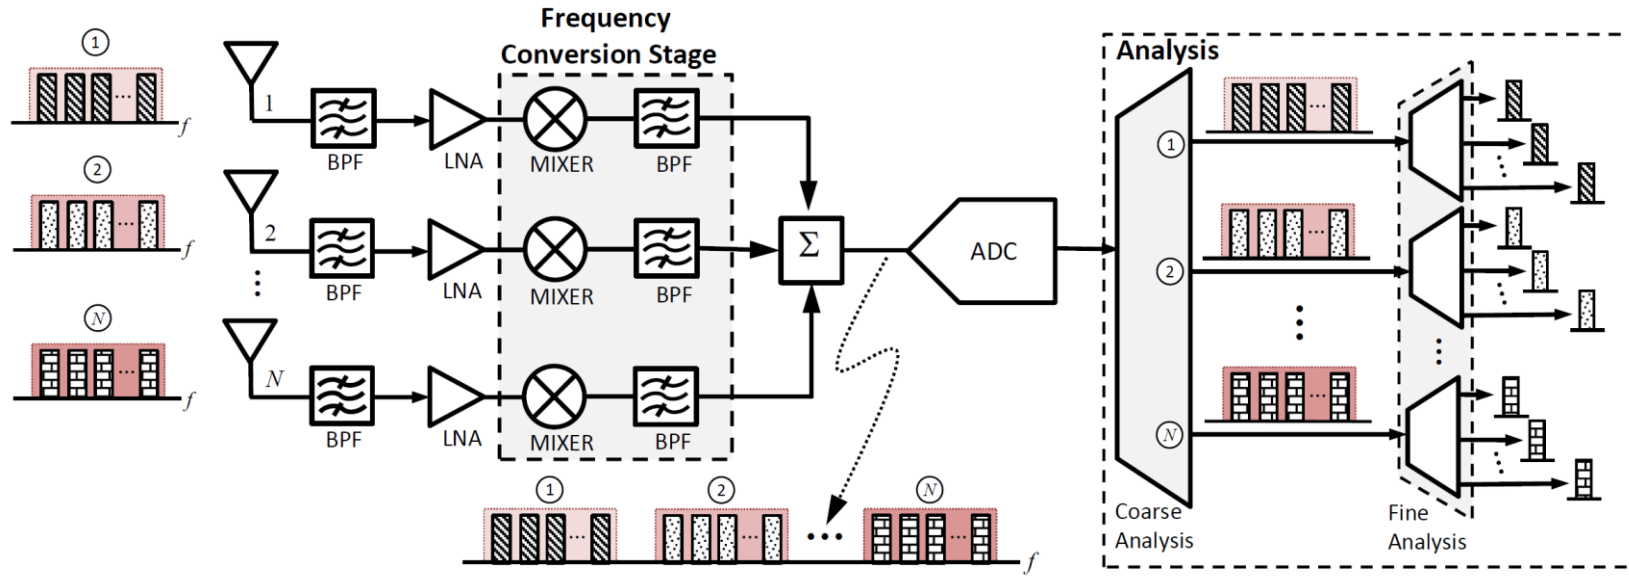 Frequency
Conversion Stage
Analysis
1
f
1
BPF
LNA
MIXER
BPF
2
f
2
BPF
LNA
MIXER
BPF
Σ
ADC
...
N
f
N
BPF
LNA
MIXER
BPF
1
...
2
...
...
N
...
f
1
...
2
...
N
...
Coarse
Analysis
Fine
Analysis